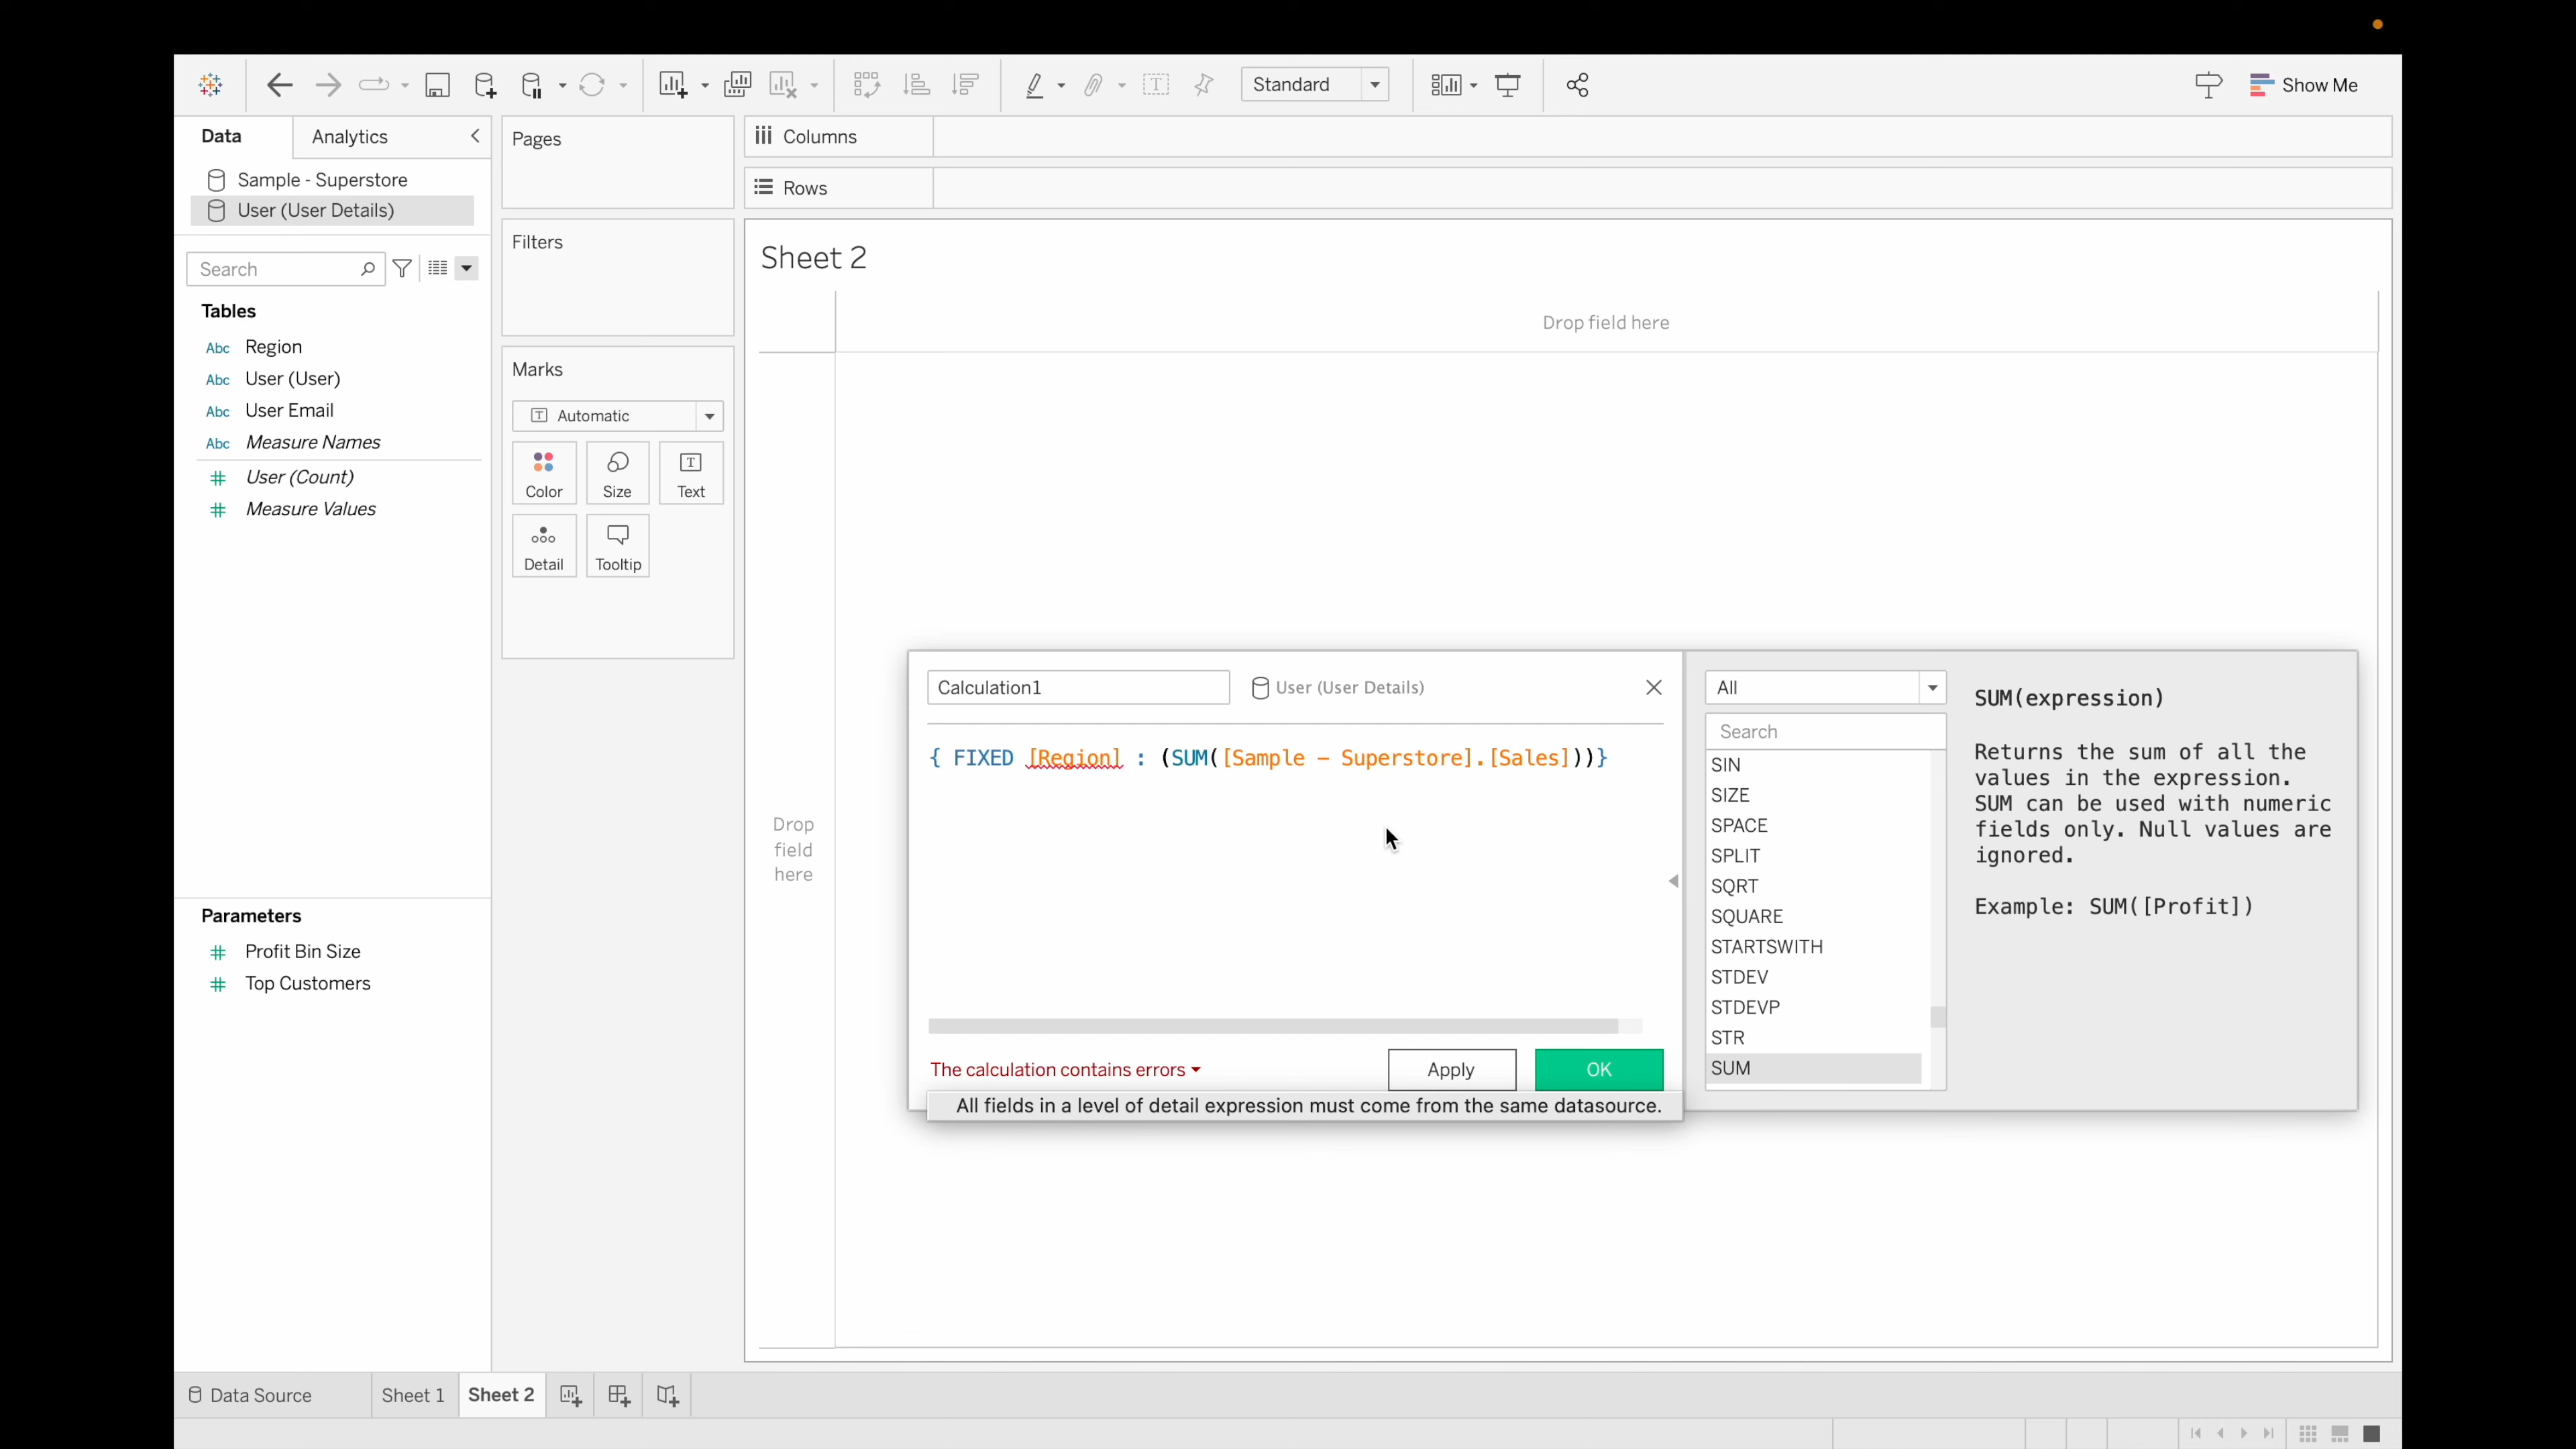 Standard
Show Me
Data
Analytics
Sample - Superstore
User (User Details)
Search
Tables
Abc Region
Abc User (User)
Abc User Email
Abc Measure Names
User (Count)
Measure Values
Parameters
Profit Bin Size
Top Customers
Pages
Filters
Marks
Automatic
Color Size Text
Detail Tooltip
Columns
Rows
Sheet 2
Drop field here
Drop
field
here
Calculation1
User (User Details)
{ FIXED [Region] : (SUM([Sample - Superstore].[Sales]))}
The calculation contains errors
Apply
OK
All fields in a level of detail expression must come from the same datasource.
All
Search
SIN
SIZE
SPACE
SPLIT
SQRT
SQUARE
STARTSWITH
STDEV
STDEVP
STR
SUM
SUM(expression)
Returns the sum of all the
values in the expression.
SUM can be used with numeric
fields only. Null values are
ignored.
Example: SUM([Profit])
Data Source
Sheet 1
Sheet 2